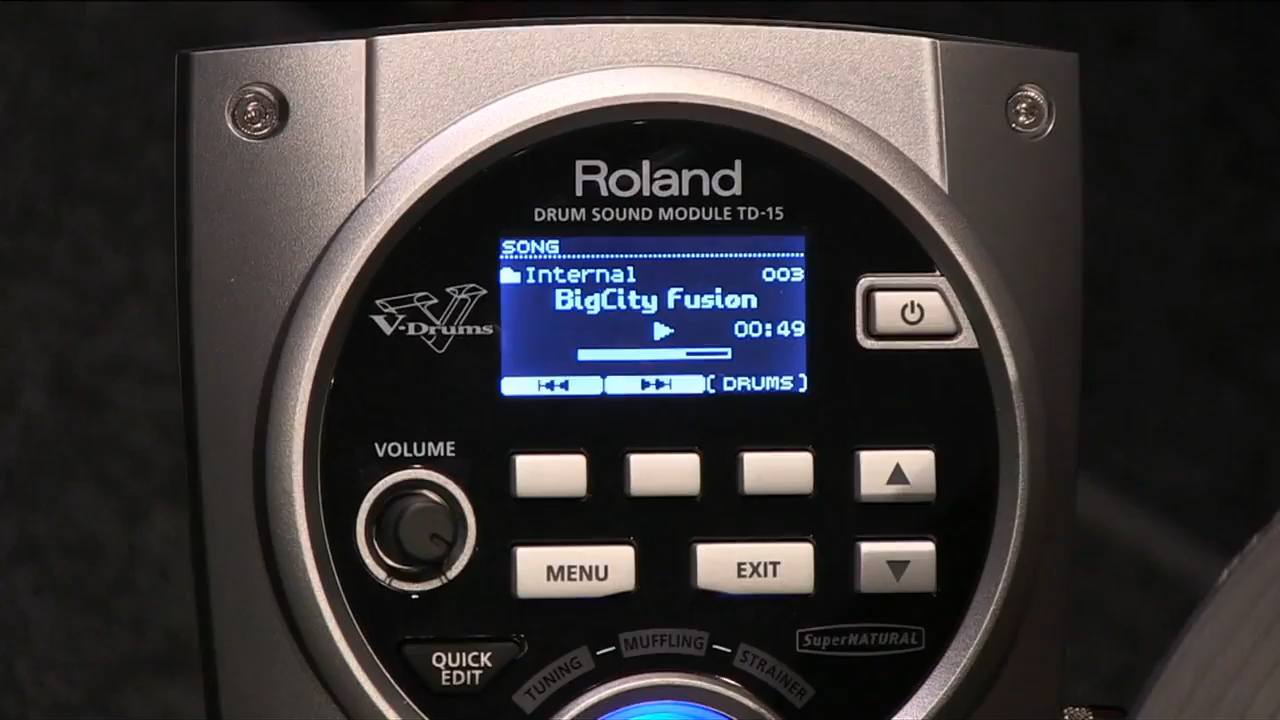 Roland
DRUM SOUND MODULE TD-15
SONG
Internal 003
BigCity Fusion
00:49
[ DRUMS ]
V-Drums
VOLUME
MENU
EXIT
QUICK
EDIT
TUNING
MUFFLING
STRAINER
SuperNATURAL